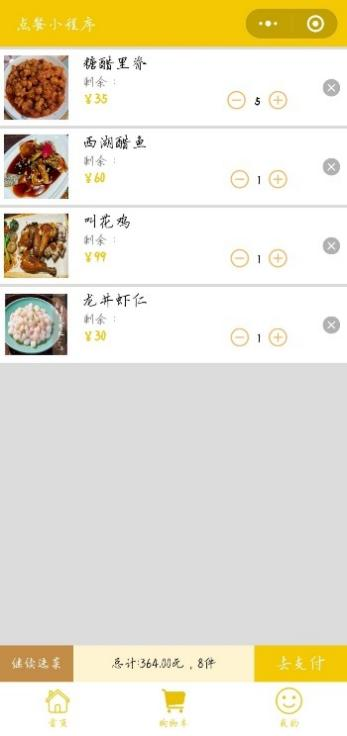 点餐小程序
糖醋里脊
剩余：
￥35
5
西湖醋鱼
剩余：
￥60
1
叫花鸡
剩余：
￥99
1
龙井虾仁
剩余：
￥30
1
继续选菜
总计:364.00元，8件
去支付
首页
购物车
我的